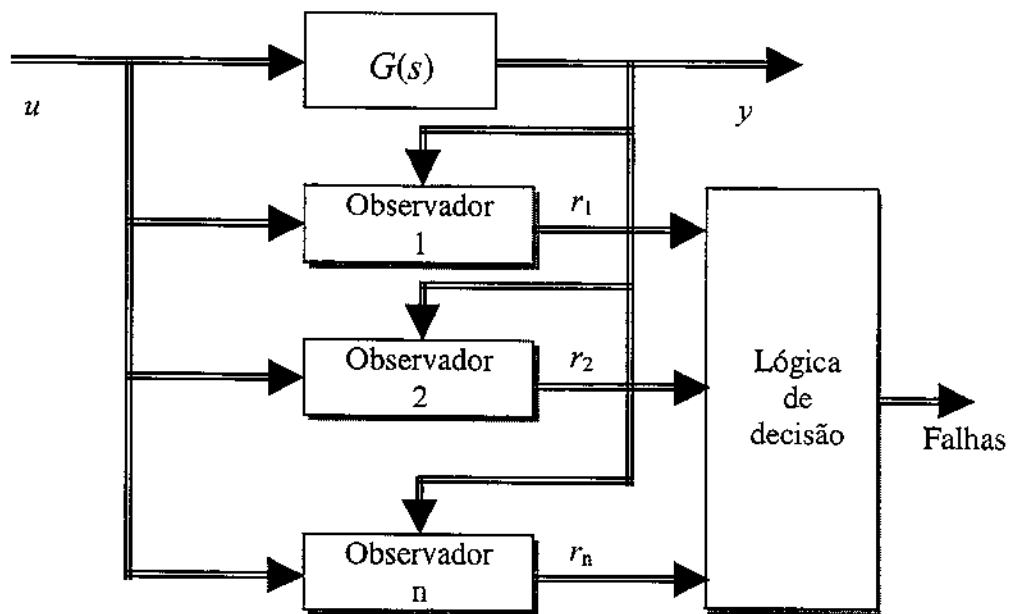 G(s)
u
y
Observador
1
r1
Observador
2
r2
Lógica
de
decisão
Falhas
Observador
n
rn